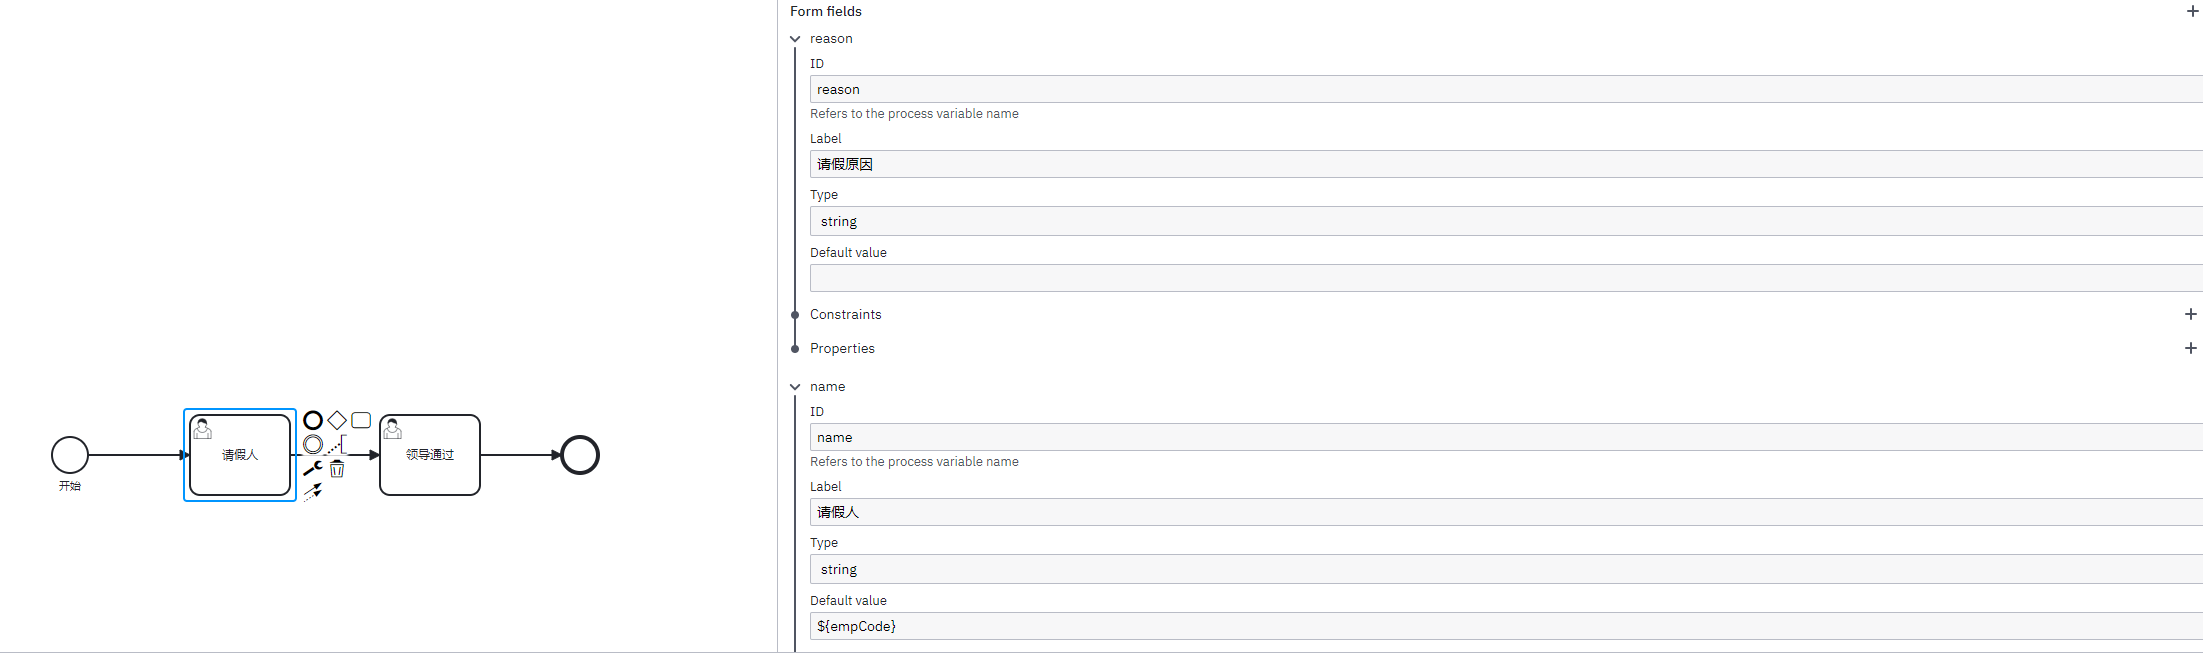 Form fields
reason
ID
reason
Refers to the process variable name
Label
请假原因
Type
string
Default value
Constraints
Properties
name
ID
name
Refers to the process variable name
Label
请假人
Type
string
Default value
${empCode}
请假人
领导通过
开始